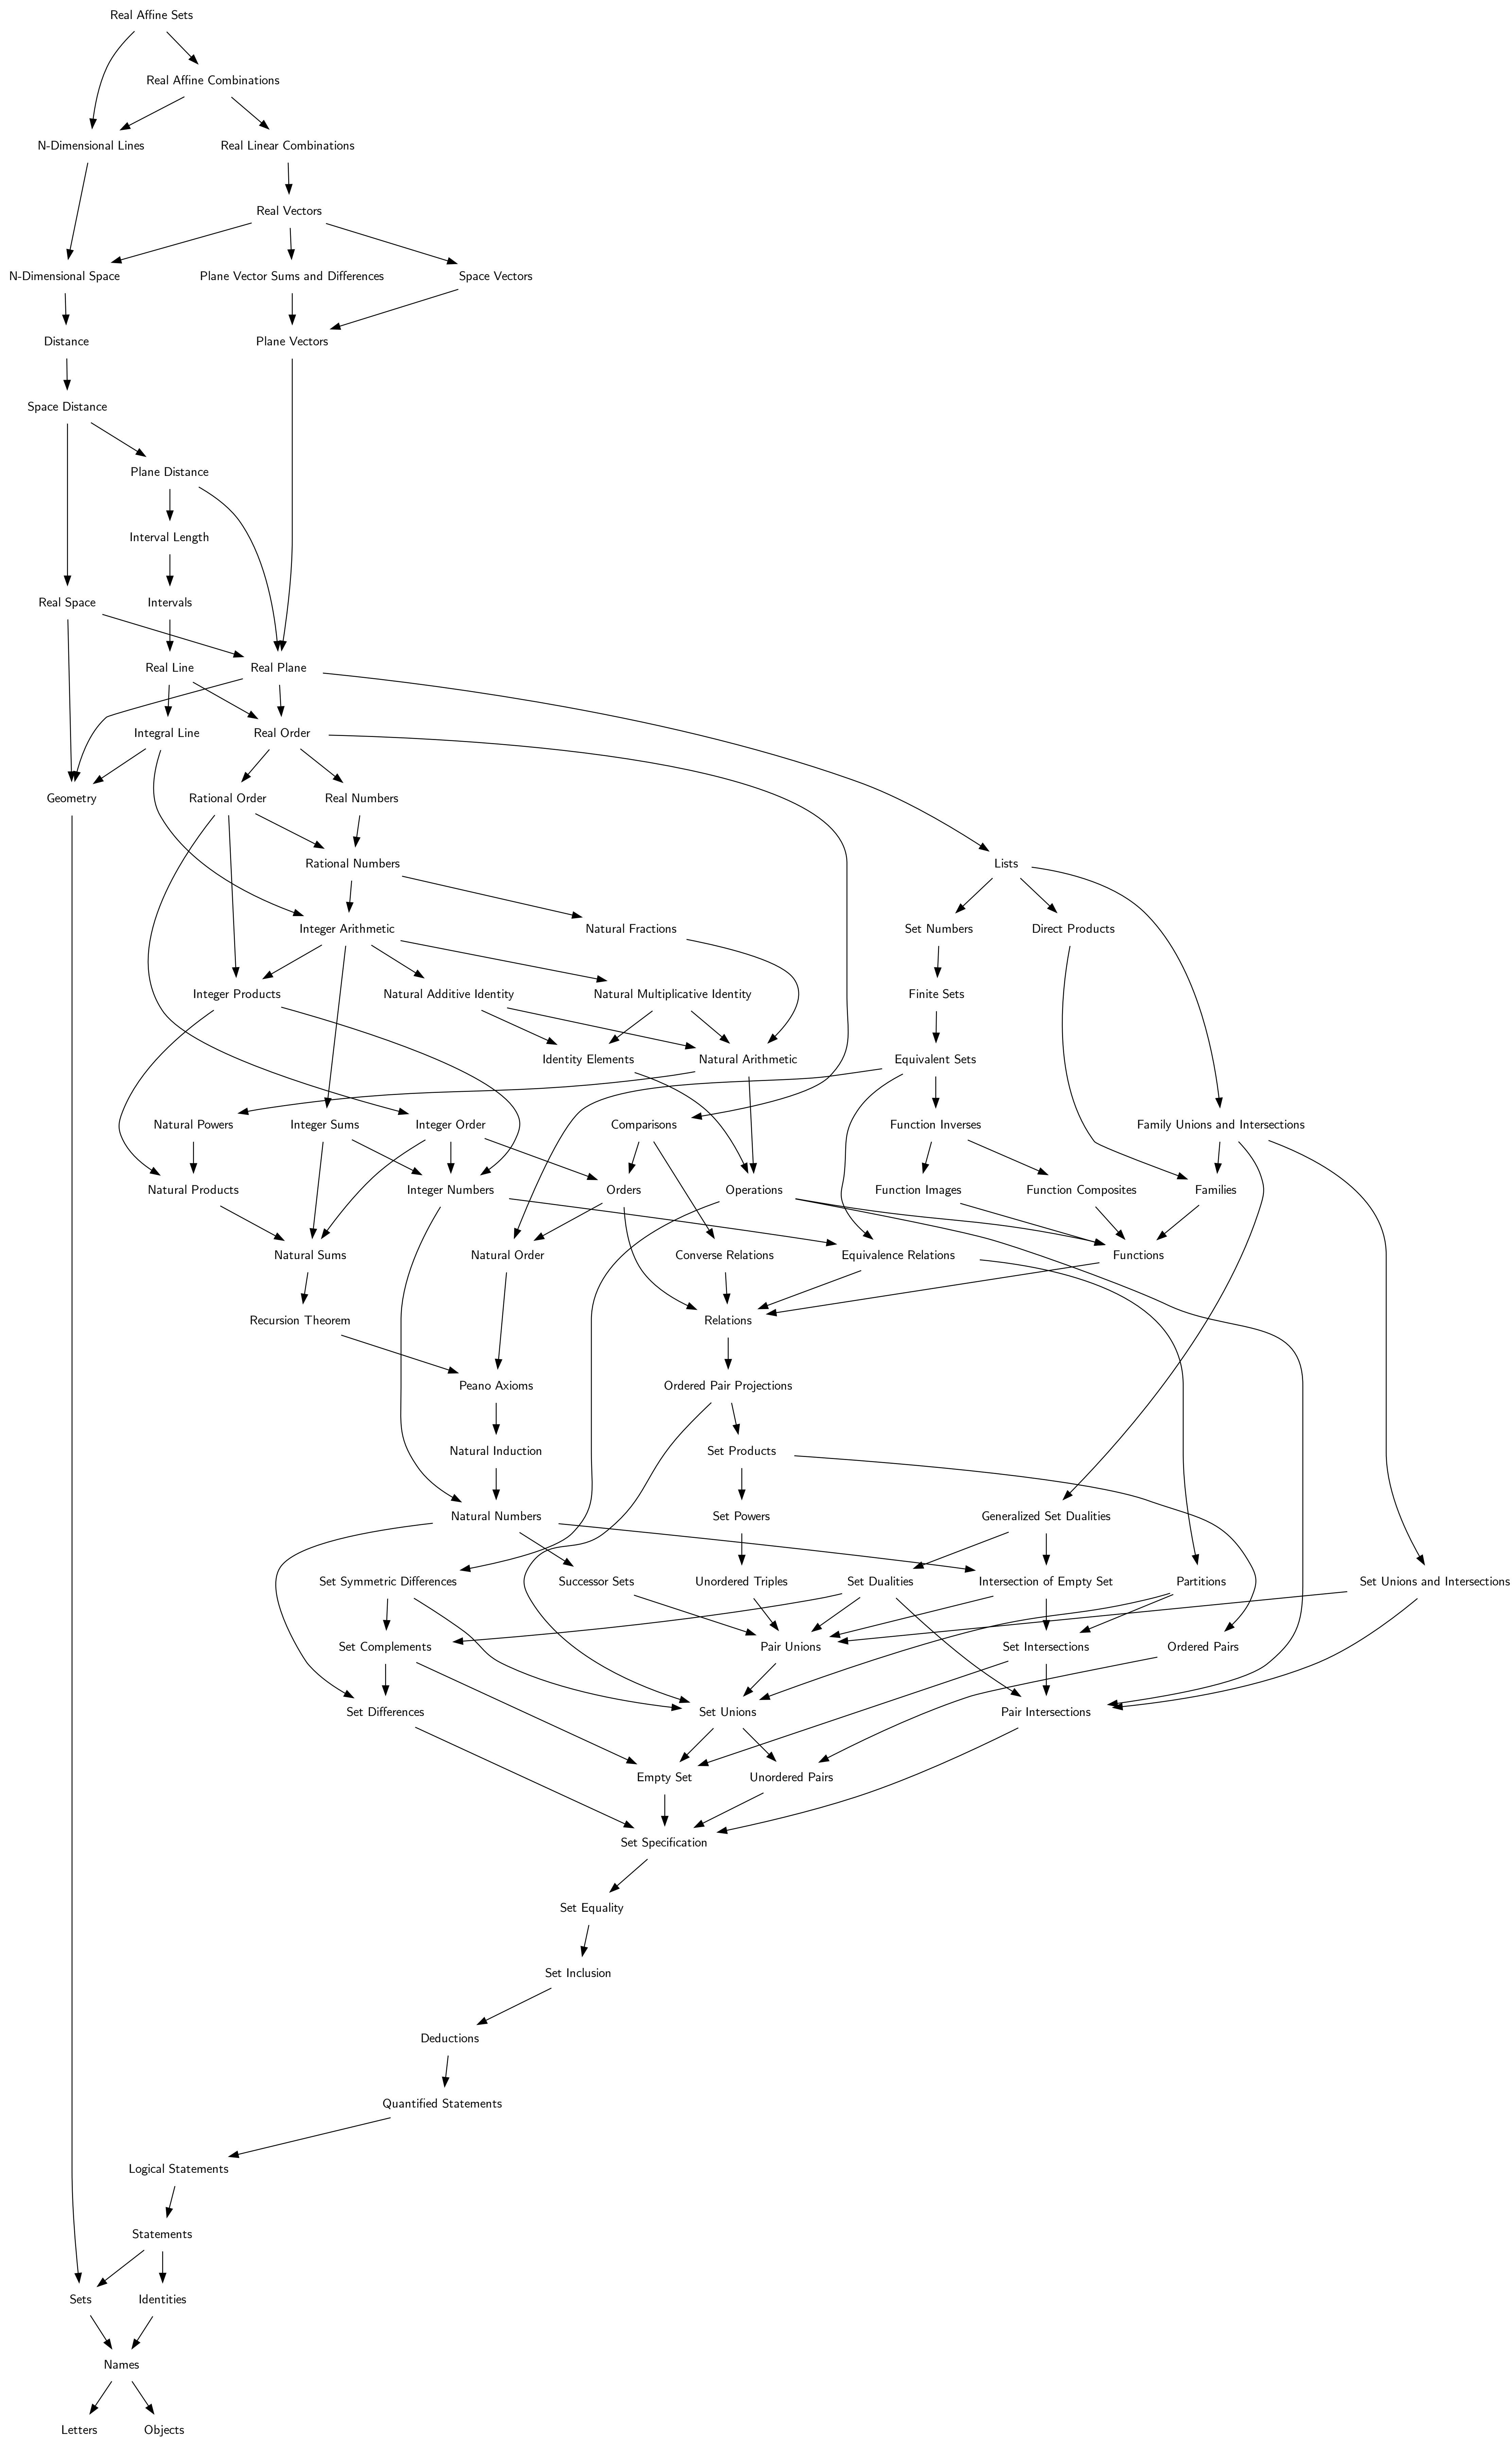 Real Affine Sets
Real Affine Combinations
N-Dimensional Lines
Real Linear Combinations
Real Vectors
N-Dimensional Space
Plane Vector Sums and Differences
Space Vectors
Distance
Plane Vectors
Space Distance
Plane Distance
Interval Length
Real Space
Intervals
Real Line
Real Plane
Integral Line
Real Order
Geometry
Rational Order
Real Numbers
Rational Numbers
Lists
Integer Arithmetic
Natural Fractions
Set Numbers
Direct Products
Integer Products
Natural Additive Identity
Natural Multiplicative Identity
Finite Sets
Identity Elements
Natural Arithmetic
Equivalent Sets
Natural Powers
Integer Sums
Integer Order
Comparisons
Function Inverses
Family Unions and Intersections
Natural Products
Integer Numbers
Orders
Operations
Function Images
Function Composites
Families
Natural Sums
Natural Order
Converse Relations
Equivalence Relations
Functions
Recursion Theorem
Relations
Peano Axioms
Ordered Pair Projections
Natural Induction
Set Products
Natural Numbers
Set Powers
Generalized Set Dualities
Set Symmetric Differences
Successor Sets
Unordered Triples
Set Dualities
Intersection of Empty Set
Partitions
Set Unions and Intersections
Set Complements
Pair Unions
Set Intersections
Ordered Pairs
Set Differences
Set Unions
Pair Intersections
Empty Set
Unordered Pairs
Set Specification
Set Equality
Set Inclusion
Deductions
Quantified Statements
Logical Statements
Statements
Sets
Identities
Names
Letters
Objects